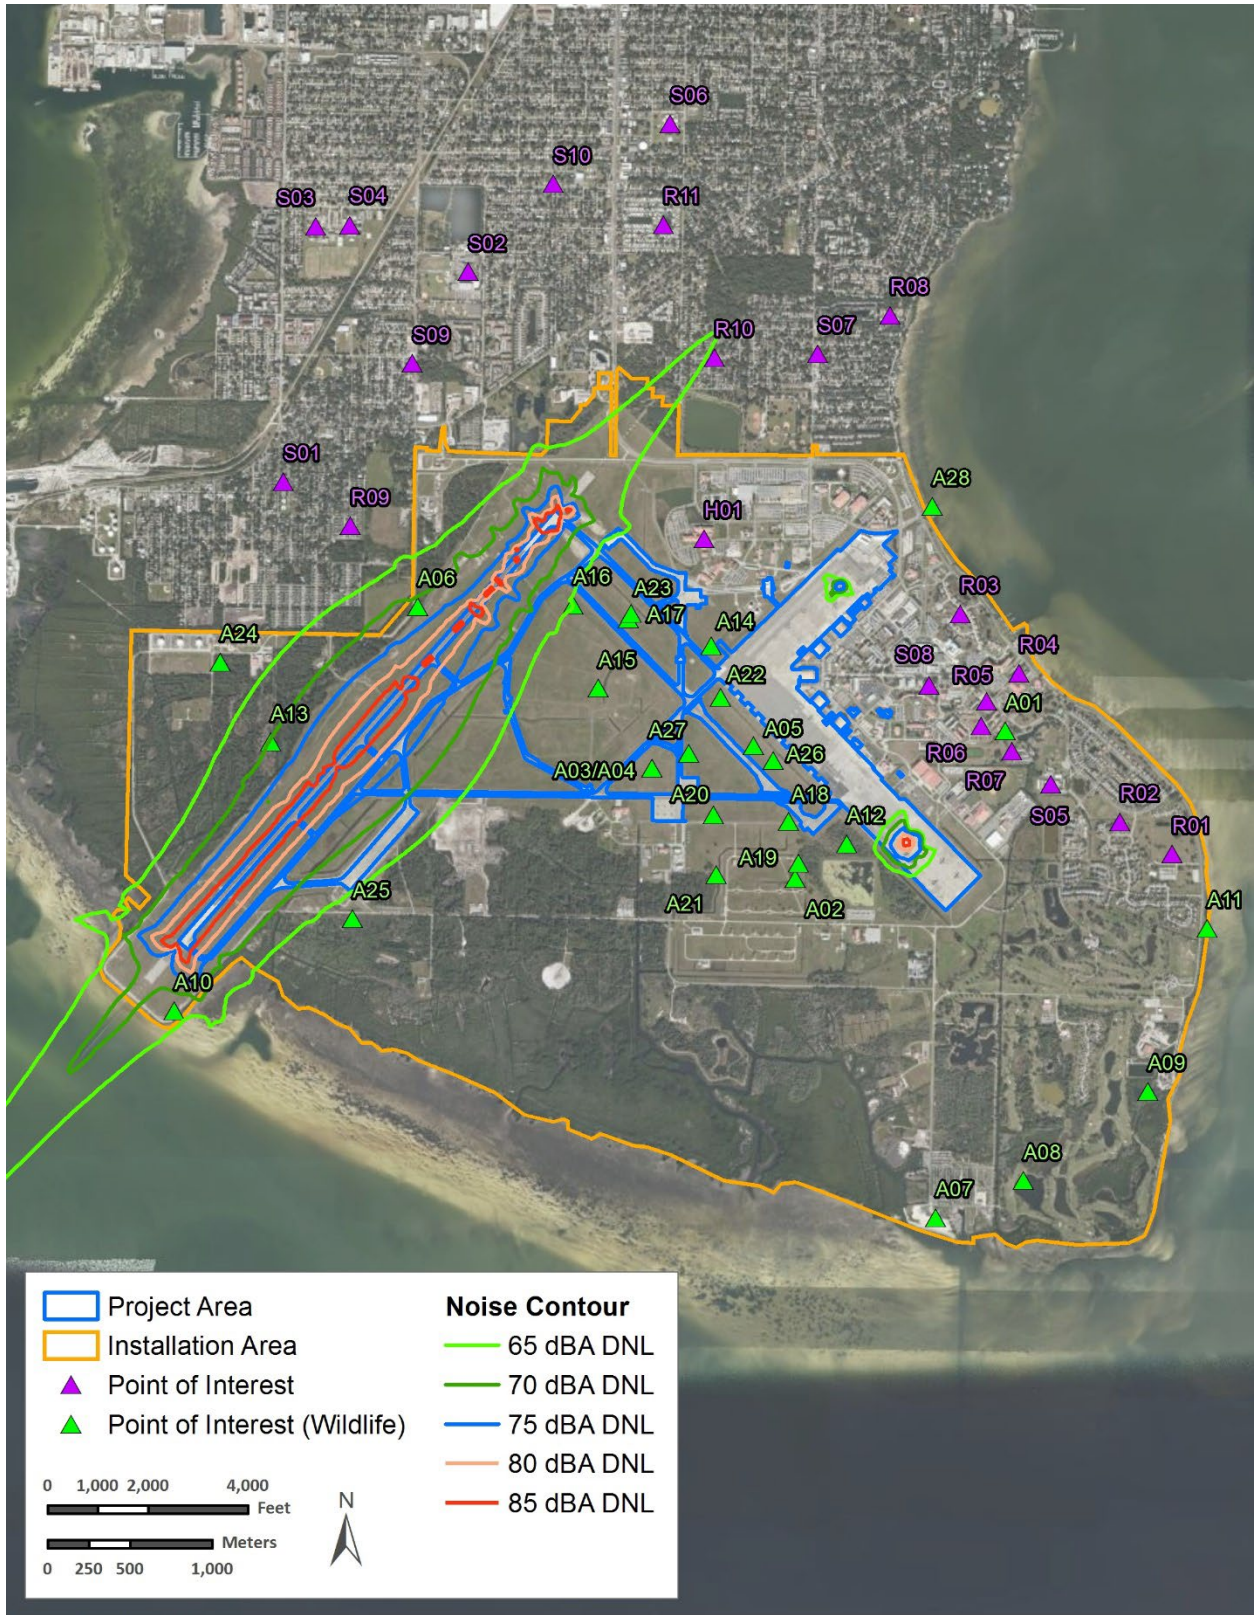 S06
S10
S03
S04
R11
S02
R08
S09
R10
S07
S01
A28
R09
H01
A06
A16
A23
A17
R03
A24
A14
S08
R05
R04
A15
A22
A01
A13
A27
A05
A26
R06
A03/A04
R07
A20
A18
A12
S05
R02
R01
A19
A25
A21
A02
A11
A10
A09
A08
A07
Project Area
Installation Area
Point of Interest
Point of Interest (Wildlife)
0 1,000 2,000 4,000
Feet
Meters
0 250 500 1,000
N
Noise Contour
65 dBA DNL
70 dBA DNL
75 dBA DNL
80 dBA DNL
85 dBA DNL